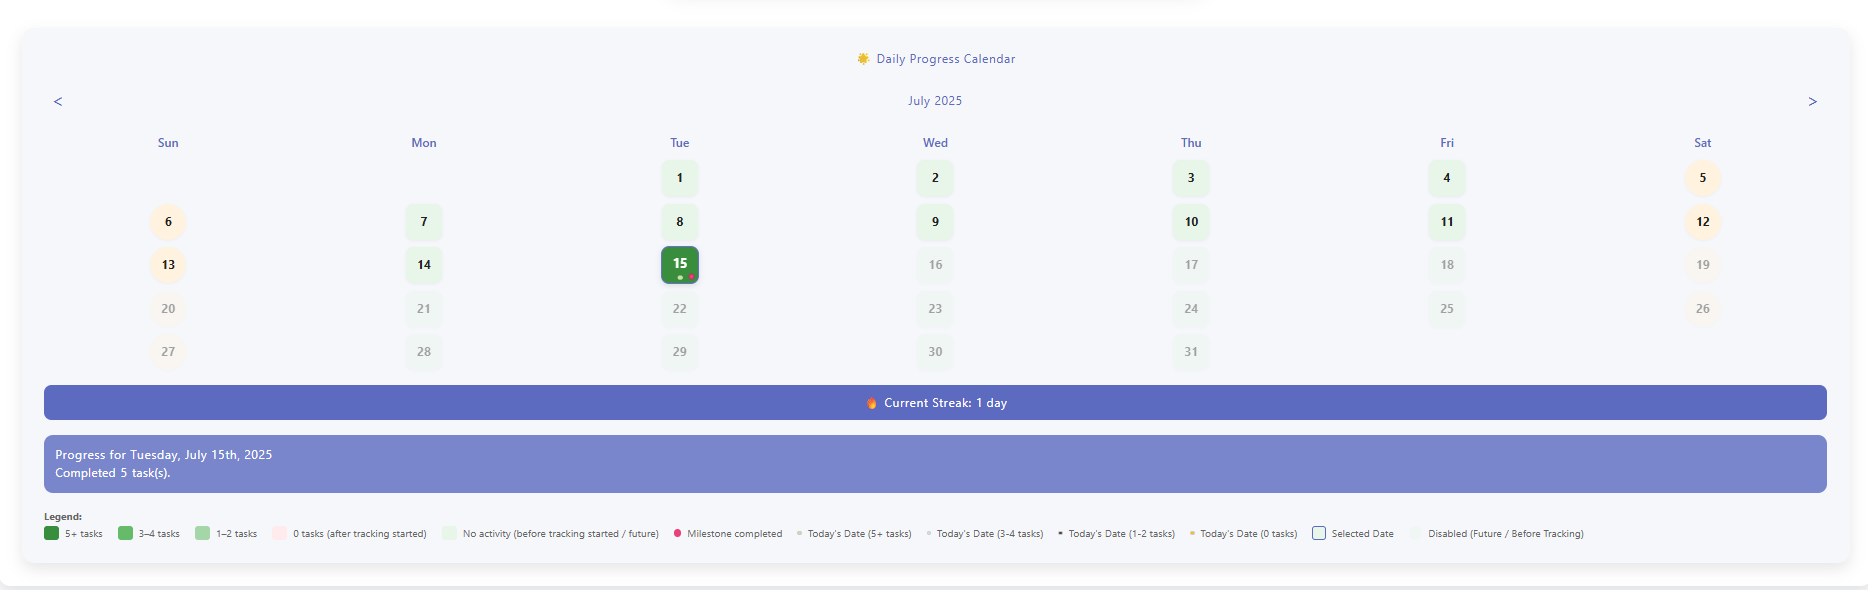 Daily Progress Calendar
< July 2025 >
Sun Mon Tue Wed Thu Fri Sat
1 2 3 4 5
6 7 8 9 10 11 12
13 14 15 16 17 18 19
20 21 22 23 24 25 26
27 28 29 30 31
Current Streak: 1 day
Progress for Tuesday, July 15th, 2025
Completed 5 task(s).
Legend:
5+ tasks 3–4 tasks 1–2 tasks 0 tasks (after tracking started) No activity (before tracking started / future) Milestone completed Today's Date (5+ tasks) Today's Date (3-4 tasks) Today's Date (1-2 tasks) Today's Date (0 tasks) Selected Date Disabled (Future / Before Tracking)